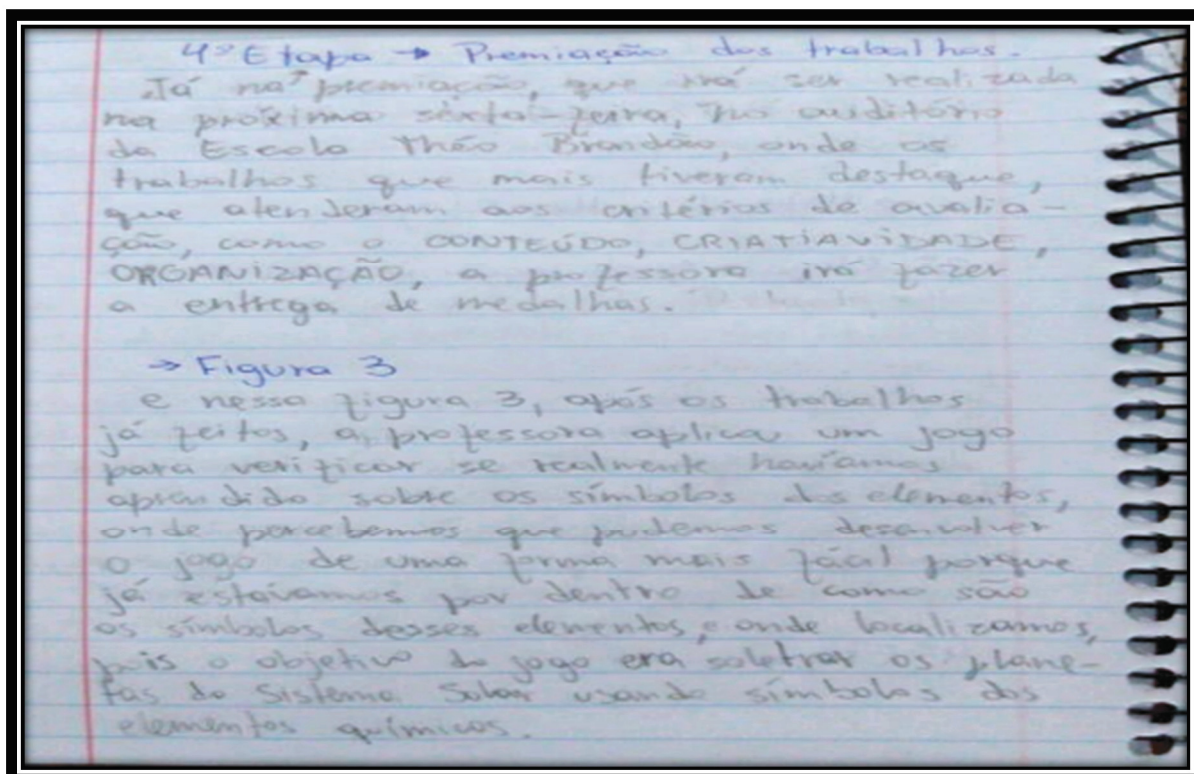 4ª Etapa → Premiação dos trabalhos.
Já na premiação, que irá ser realizada
na próxima sexta-feira, no auditório
da Escola Théo Brandão, onde os
trabalhos que mais tiveram destaque,
que atenderam aos critérios de avalia-
ção, como o CONTEÚDO, CRIATIAVIDADE,
ORGANIZAÇÃO, a professora irá fazer
a entrega de medalhas.
→ Figura 3
e nessa figura 3, após os trabalhos
já feitos, a professora aplica um jogo
para verificar se realmente havíamos
aprendido sobre os símbolos dos elementos,
onde percebemos que pudemos desenvolver
o jogo de uma forma mais fácil porque
já estávamos por dentro de como são
os símbolos desses elementos, e onde localizamos,
pois o objetivo do jogo era soletrar os plane-
tas do Sistema Solar usando símbolos dos
elementos químicos.